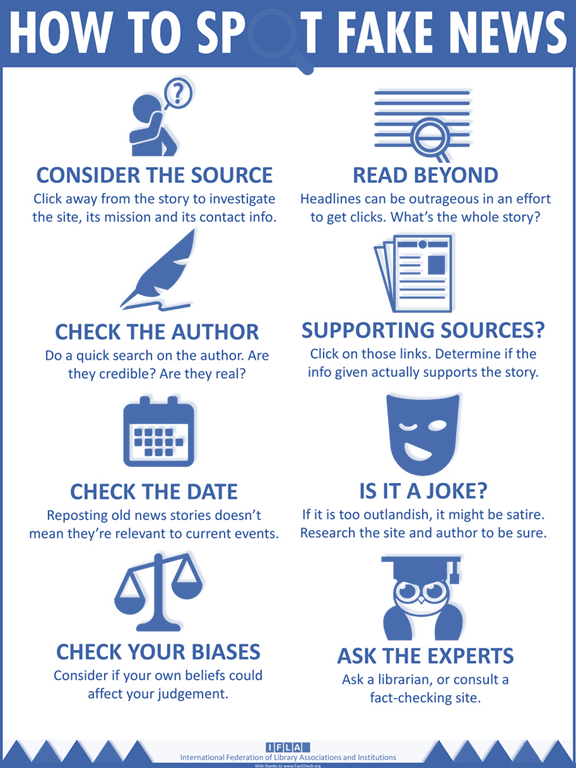 HOW TO SPOT FAKE NEWS
?
CONSIDER THE SOURCE
Click away from the story to investigate
the site, its mission and its contact info.
READ BEYOND
Headlines can be outrageous in an effort
to get clicks. What's the whole story?
CHECK THE AUTHOR
Do a quick search on the author. Are
they credible? Are they real?
SUPPORTING SOURCES?
Click on those links. Determine if the
info given actually supports the story.
CHECK THE DATE
Reposting old news stories doesn't
mean they're relevant to current events.
IS IT A JOKE?
If it is too outlandish, it might be satire.
Research the site and author to be sure.
CHECK YOUR BIASES
Consider if your own beliefs could
affect your judgement.
ASK THE EXPERTS
Ask a librarian, or consult a
fact-checking site.
IFLA
International Federation of Library Associations and Institutions
With thanks to www.FactCheck.org